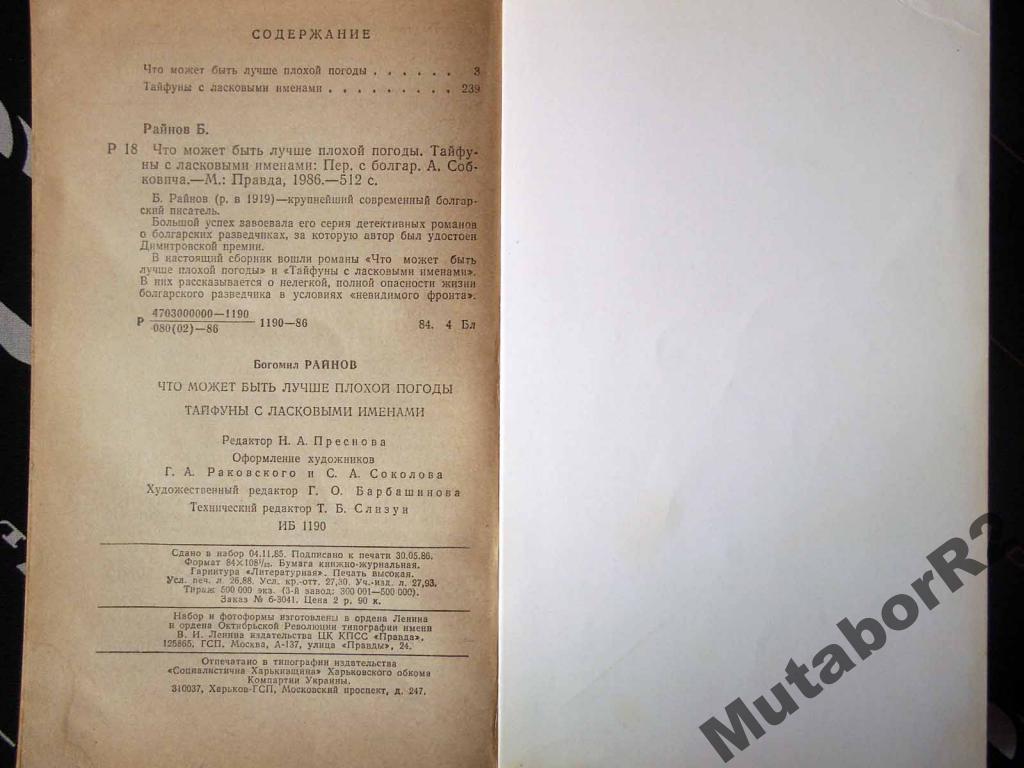 СОДЕРЖАНИЕ
Что может быть лучше плохой погоды . . . . . . 3
Тайфуны с ласковыми именами . . . . . . . . . 239
Райнов Б.
Р 18 Что может быть лучше плохой погоды. Тайфу-
ны с ласковыми именами: Пер. с болгар. А. Соб-
ковича.—М.: Правда, 1986.—512 с.
Б. Райнов (р. в 1919)—крупнейший современный болгар-
ский писатель.
Большой успех завоевала его серия детективных романов
о болгарских разведчиках, за которую автор был удостоен
Димитровской премии.
В настоящий сборник вошли романы «Что может быть
лучше плохой погоды» и «Тайфуны с ласковыми именами».
В них рассказывается о нелегкой, полной опасности жизни
болгарского разведчика в условиях «невидимого фронта».
4703000000—1190
Р 1190—86 84. 4 Бл
080(02)—86
Богомил РАЙНОВ
ЧТО МОЖЕТ БЫТЬ ЛУЧШЕ ПЛОХОЙ ПОГОДЫ
ТАЙФУНЫ С ЛАСКОВЫМИ ИМЕНАМИ
Редактор Н. А. Преснова
Оформление художников
Г. А. Раковского и С. А. Соколова
Художественный редактор Г. О. Барбашинова
Технический редактор Т. Б. Слизун
ИБ 1190
Сдано в набор 04.11.85. Подписано к печати 30.05.86.
Формат 84×108¹/₃₂. Бумага книжно-журнальная.
Гарнитура «Литературная». Печать высокая.
Усл. печ. л 26,88. Усл. кр.-отт. 27,30. Уч.-изд. л. 27,93.
Тираж 500 000 экз. (3-й завод: 300 001—500 000).
Заказ № 6-3041. Цена 2 р. 90 к.
Набор и фотоформы изготовлены в ордена Ленина
и ордена Октябрьской Революции типографии имени
В. И. Ленина издательства ЦК КПСС «Правда»,
125865, ГСП, Москва, А-137, улица «Правды», 24.
Отпечатано в типографии издательства
«Социалистична Харькивщина» Харьковского обкома
Компартии Украины.
310037, Харьков-ГСП, Московский проспект, д. 247.